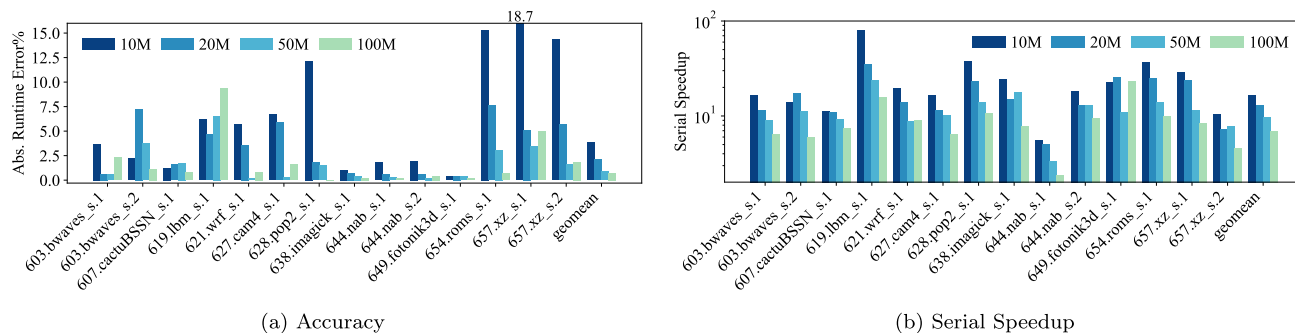 18.7
15.0
12.5
10.0
7.5
5.0
2.5
0.0
Abs. Runtime Error%
10M 20M 50M 100M
603.bwaves_s.1
603.bwaves_s.2
607.cactuBSSN_s.1
619.lbm_s.1
621.wrf_s.1
627.cam4_s.1
628.pop2_s.1
638.imagick_s.1
644.nab_s.1
644.nab_s.2
649.fotonik3d_s.1
654.roms_s.1
657.xz_s.1
657.xz_s.2
geomean
(a) Accuracy
10²
10¹
Serial Speedup
10M 20M 50M 100M
603.bwaves_s.1
603.bwaves_s.2
607.cactuBSSN_s.1
619.lbm_s.1
621.wrf_s.1
627.cam4_s.1
628.pop2_s.1
638.imagick_s.1
644.nab_s.1
644.nab_s.2
649.fotonik3d_s.1
654.roms_s.1
657.xz_s.1
657.xz_s.2
geomean
(b) Serial Speedup